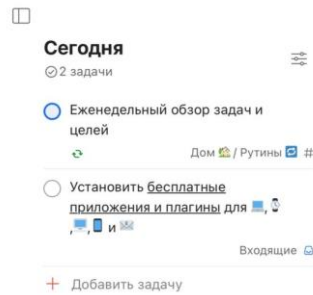 Сегодня
2 задачи
Еженедельный обзор задач и
целей
Дом 🏡 / Рутины 🔁 #
Установить бесплатные
приложения и плагины для 💻, ⌚
, 🖥, 📱 и 📨
Входящие
+ Добавить задачу